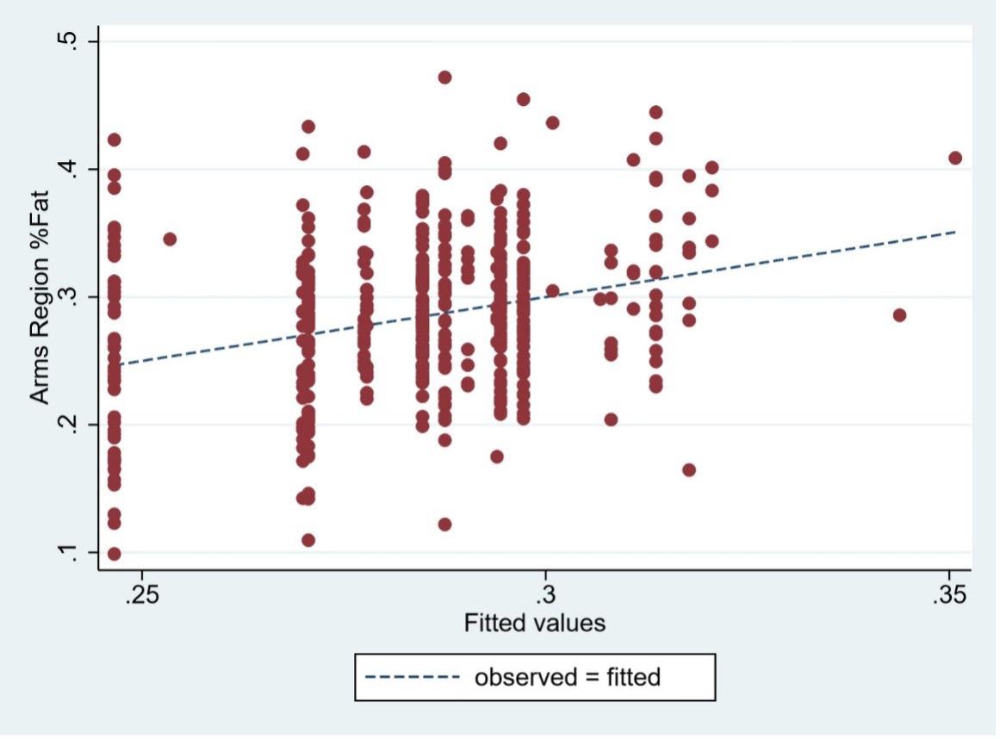 .5
.4
.3
.2
.1
Arms Region %Fat
.25
.3
.35
Fitted values
observed = fitted